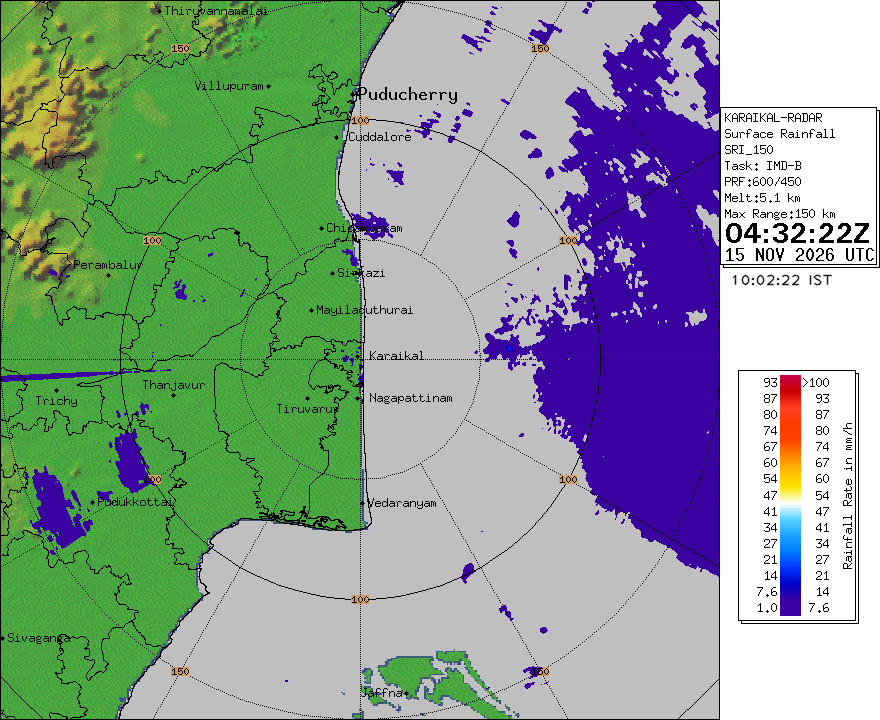 Thiruvannamalai
150
150
Villupuram
Puducherry
100
Cuddalore
KARAIKAL-RADAR
Surface Rainfall
SRI_150
Task: IMD-B
PRF:600/450
Melt:5.1 km
Max Range:150 km
04:32:22Z
15 NOV 2026 UTC
10:02:22 IST
Chidambaram
100
100
Perambalur
Sirkazi
Mayiladuthurai
Karaikal
Thanjavur
Trichy
Tiruvarur
Nagapattinam
100
100
Pudukkottai
Vedaranyam
100
Sivaganga
150
150
Jaffna
93 >100
87 93
80 87
74 80
67 74
60 67
54 60
47 54
41 47
34 41
27 34
21 27
14 21
7.6 14
1.0 7.6
Rainfall Rate in mm/h